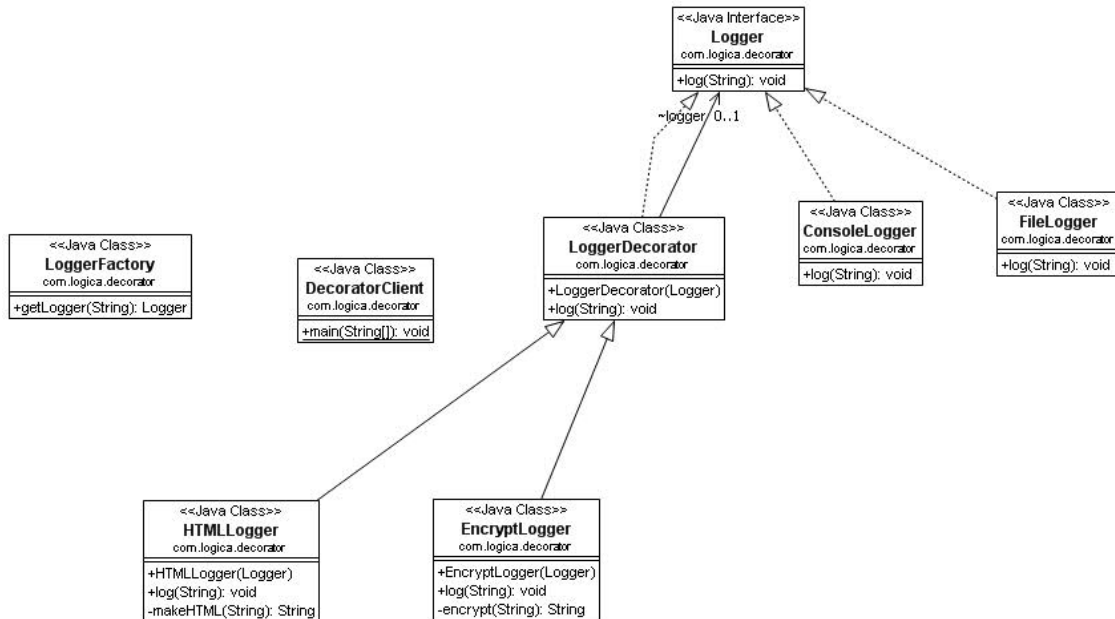 <<Java Interface>>
Logger
com.logica.decorator
+log(String): void
~logger 0..1
<<Java Class>>
LoggerFactory
com.logica.decorator
+getLogger(String): Logger
<<Java Class>>
DecoratorClient
com.logica.decorator
+main(String[]): void
<<Java Class>>
LoggerDecorator
com.logica.decorator
+LoggerDecorator(Logger)
+log(String): void
<<Java Class>>
ConsoleLogger
com.logica.decorator
+log(String): void
<<Java Class>>
FileLogger
com.logica.decorator
+log(String): void
<<Java Class>>
HTMLLogger
com.logica.decorator
+HTMLLogger(Logger)
+log(String): void
-makeHTML(String): String
<<Java Class>>
EncryptLogger
com.logica.decorator
+EncryptLogger(Logger)
+log(String): void
-encrypt(String): String